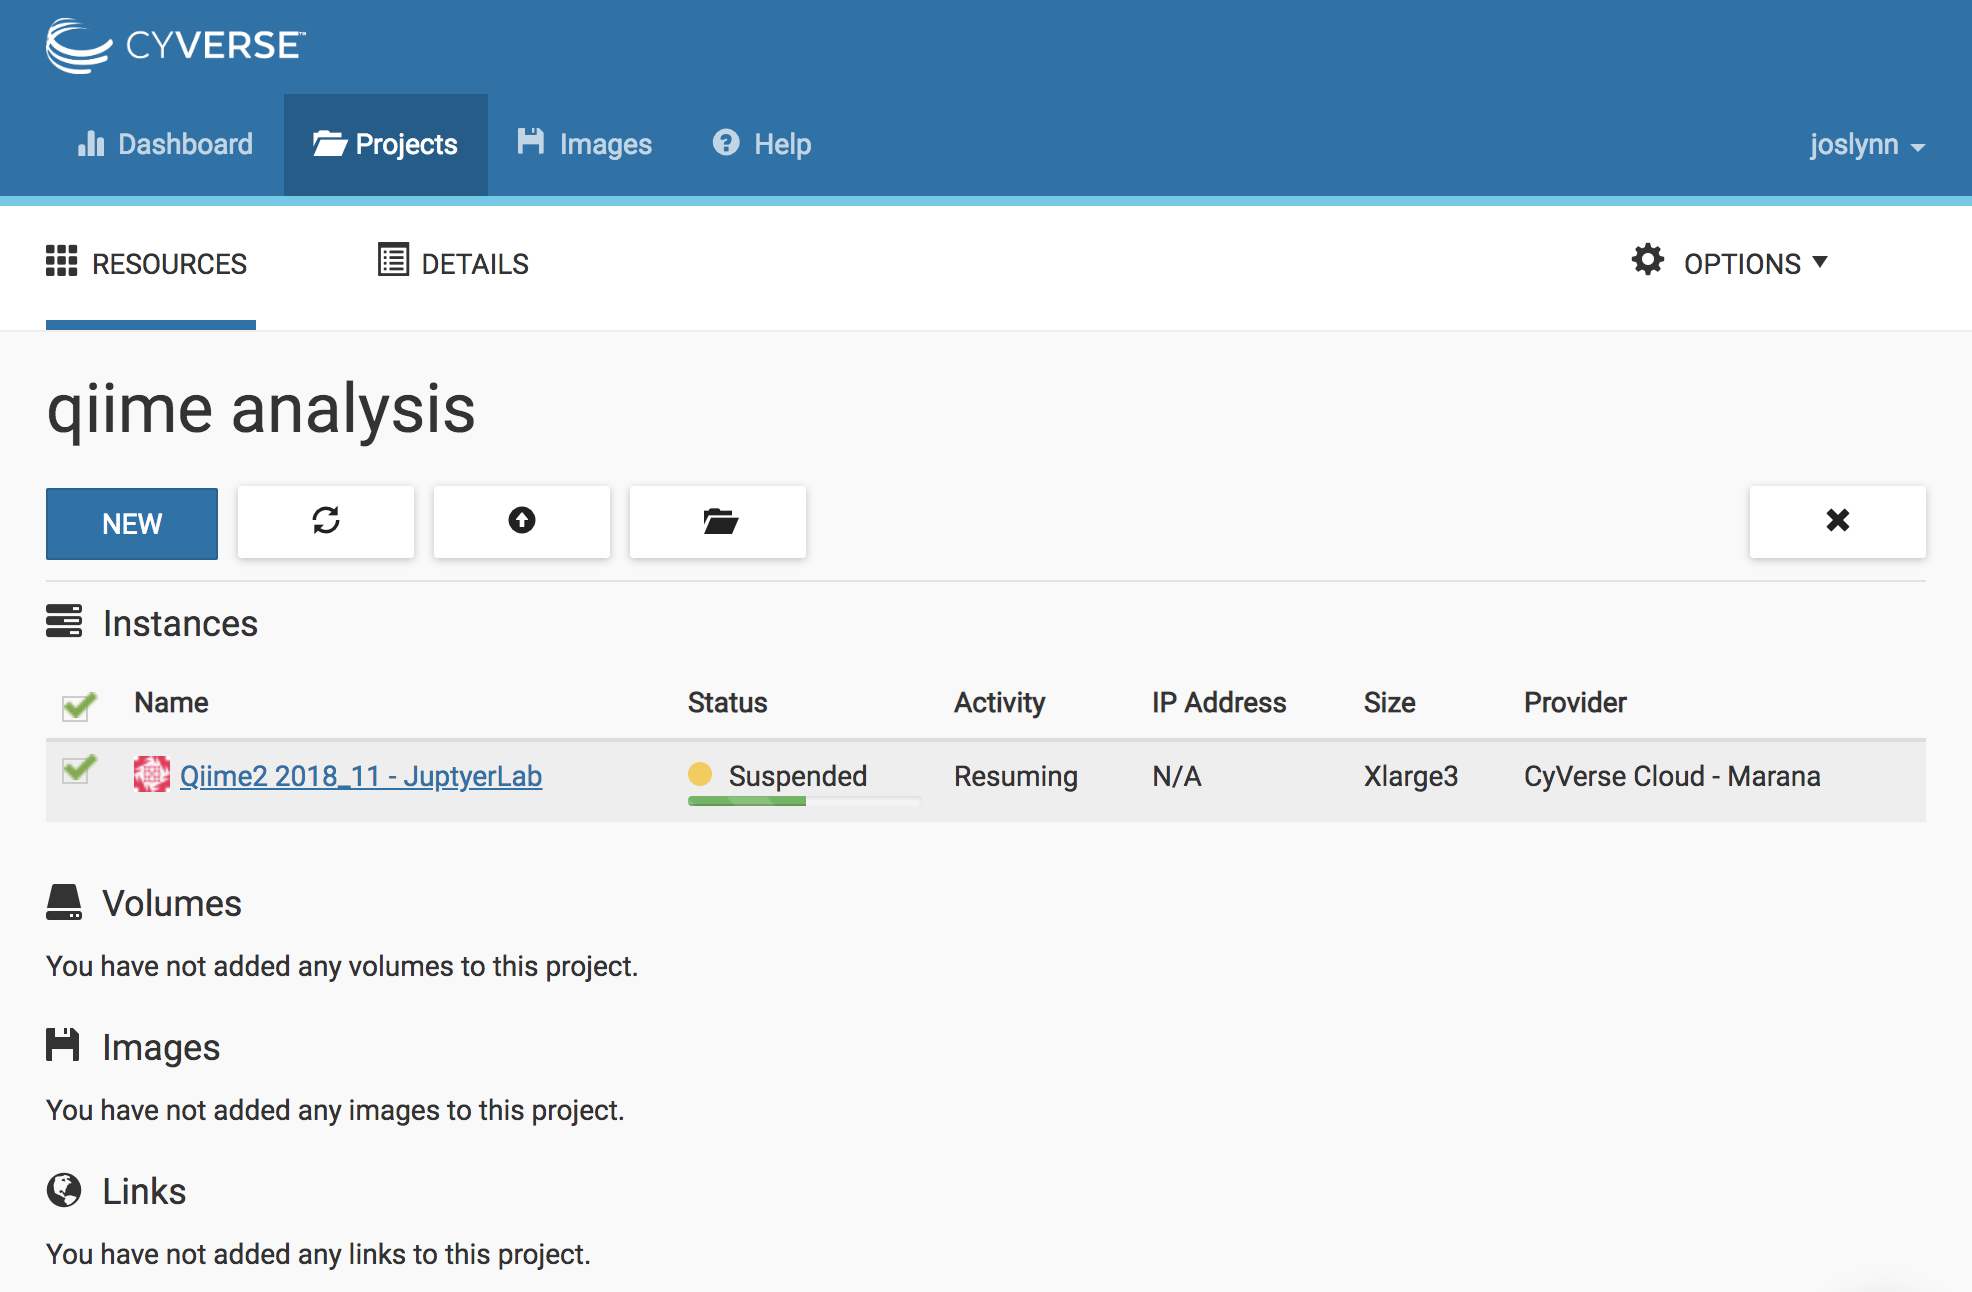 CYVERSE™
Dashboard Projects Images Help joslynn
RESOURCES DETAILS OPTIONS
qiime analysis
NEW
Instances
Name Status Activity IP Address Size Provider
Qiime2 2018_11 - JuptyerLab Suspended Resuming N/A Xlarge3 CyVerse Cloud - Marana
Volumes
You have not added any volumes to this project.
Images
You have not added any images to this project.
Links
You have not added any links to this project.